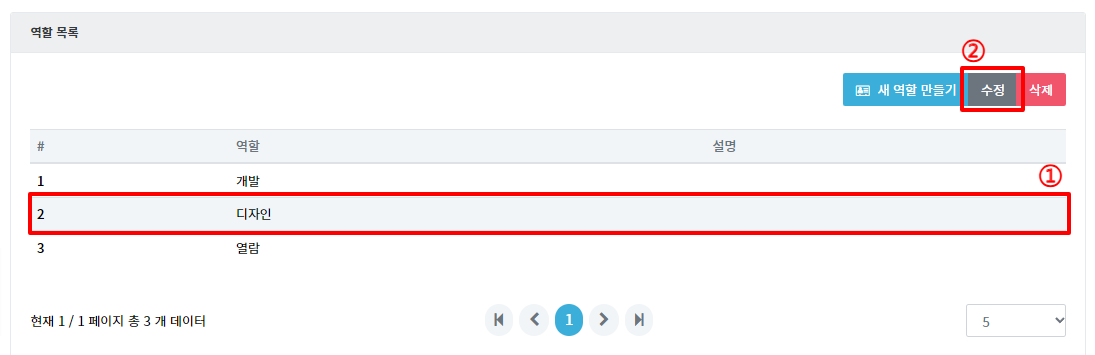 역할 목록
②
새 역할 만들기 수정 삭제
# 역할 설명
①
1 개발
2 디자인
3 열람
현재 1 / 1 페이지 총 3 개 데이터 1 5